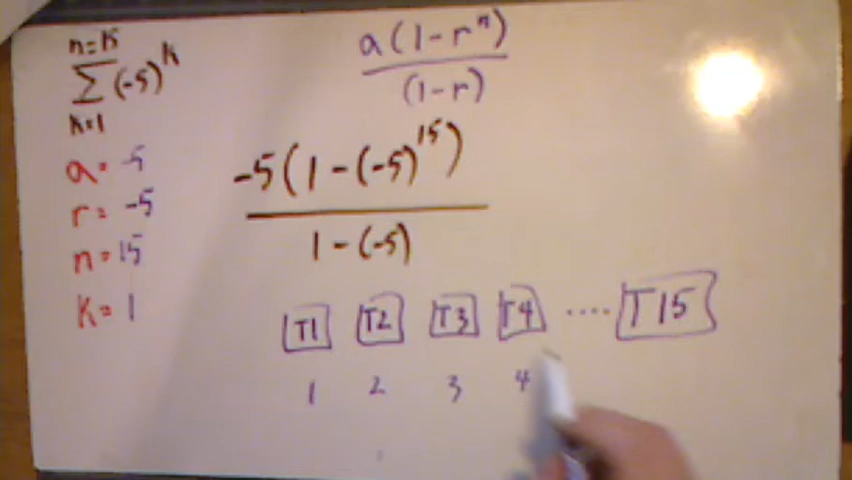 n=15
∑(-5)^k
k=1
a(1-r^n)
(1-r)
a= -5
r= -5
n= 15
k= 1
-5(1-(-5)^15)
1-(-5)
T1 T2 T3 T4 .... T15
1 2 3 4